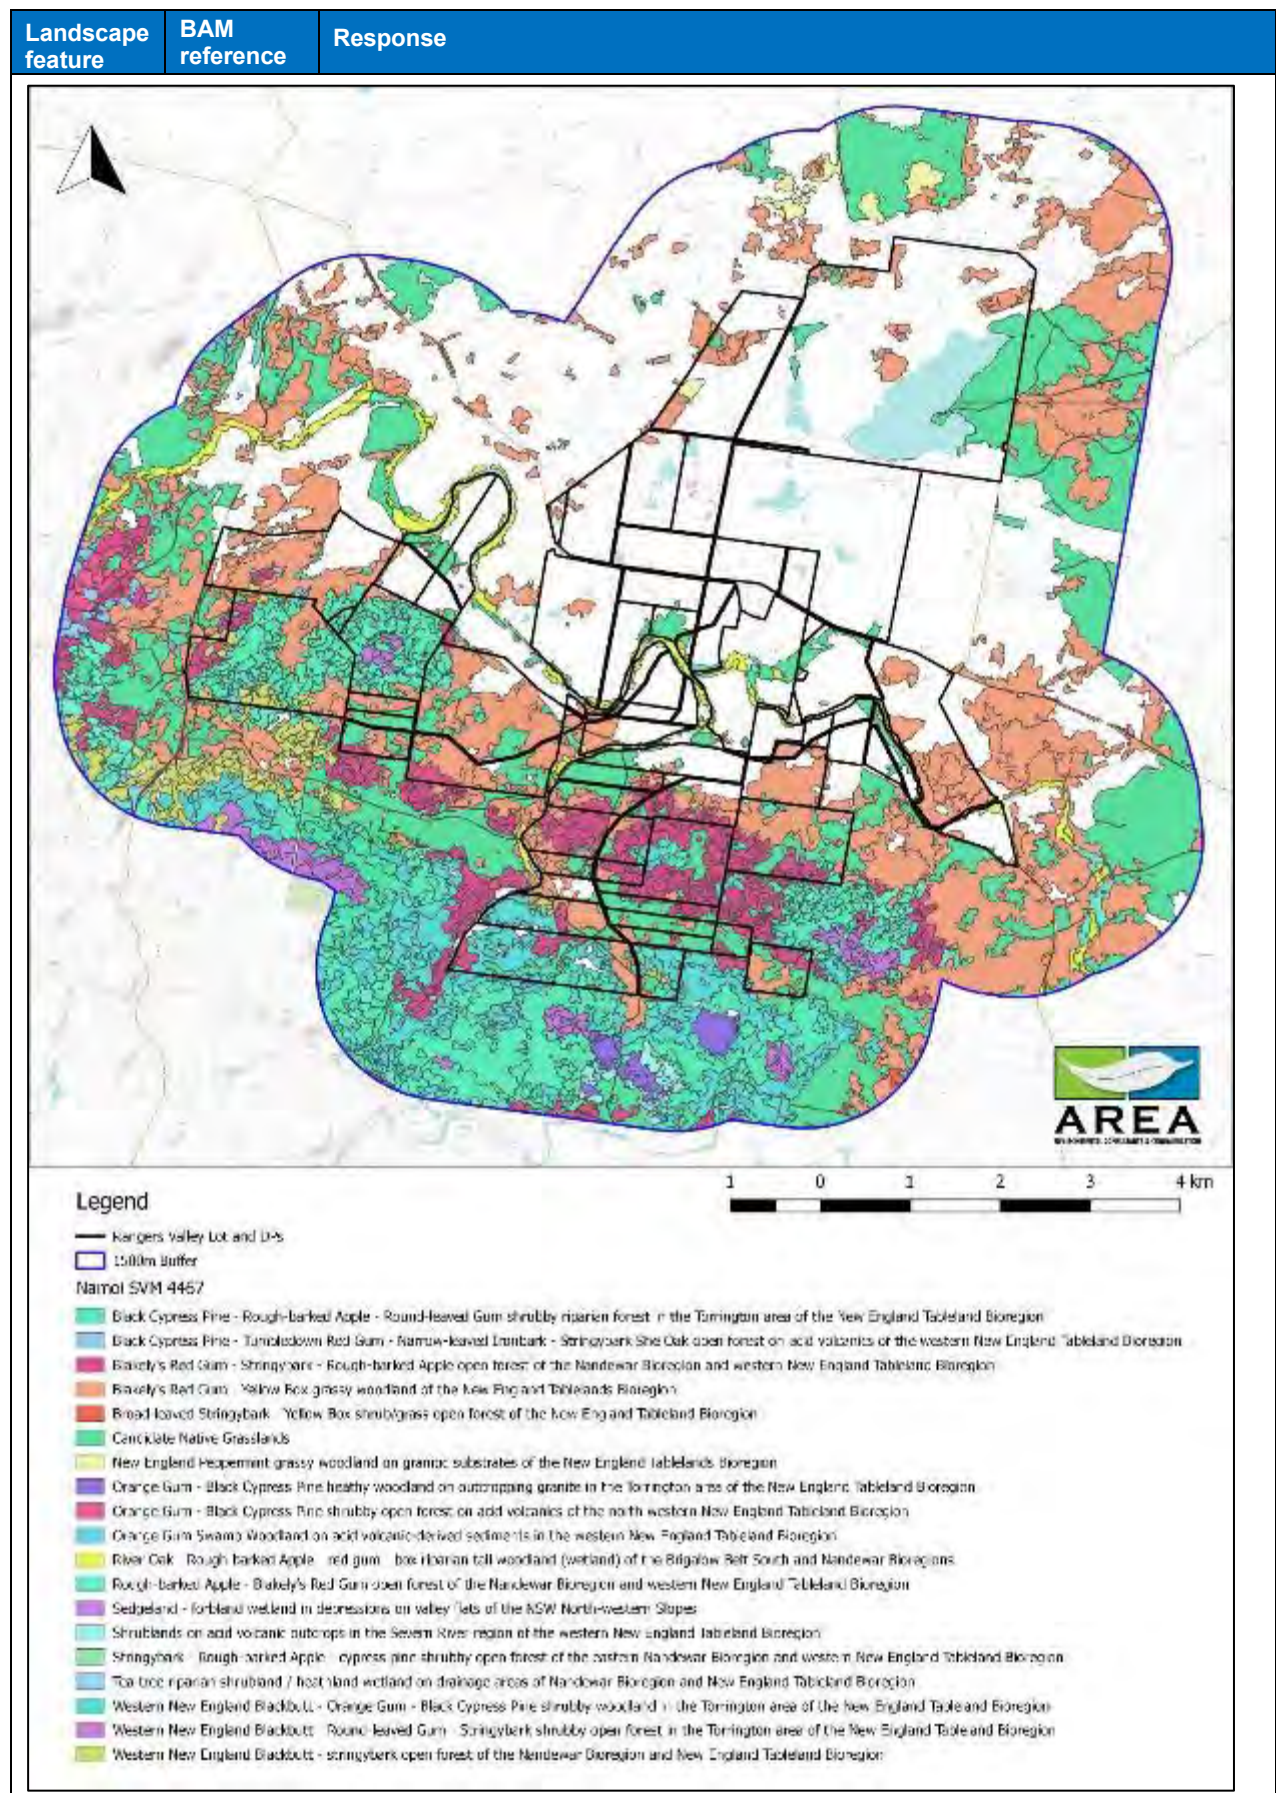 Landscape feature
BAM reference
Response
AREA
1 0 1 2 3 4 km
Legend
Rangers Valley Lot and DPs
1500m Buffer
Namoi SVM 4467
Black Cypress Pine - Rough-barked Apple - Round-leaved Gum shrubby riparian forest in the Torrington area of the New England Tableland Bioregion
Black Cypress Pine - Tumbledown Red Gum - Narrow-leaved Ironbark - Stringybark She Oak open forest on acid volcanics of the western New England Tableland Bioregion
Blakely's Red Gum - Stringybark - Rough-barked Apple open forest of the Nandewar Bioregion and western New England Tableland Bioregion
Blakely's Red Gum - Yellow Box grassy woodland of the New England Tablelands Bioregion
Broad-leaved Stringybark - Yellow Box shrub/grass open forest of the New England Tableland Bioregion
Candidate Native Grasslands
New England Peppermint grassy woodland on granitic substrates of the New England Tablelands Bioregion
Orange Gum - Black Cypress Pine heathy woodland on outcropping granite in the Torrington area of the New England Tableland Bioregion
Orange Gum - Black Cypress Pine shrubby open forest on acid volcanics of the north western New England Tableland Bioregion
Orange Gum Swamp Woodland on acid volcanic-derived sediments in the western New England Tableland Bioregion
River Oak - Rough-barked Apple - red gum - box riparian tall woodland (wetland) of the Brigalow Belt South and Nandewar Bioregions
Rough-barked Apple - Blakely's Red Gum open forest of the Nandewar Bioregion and western New England Tableland Bioregion
Sedgeland - forbland wetland in depressions on valley flats of the NSW North-western Slopes
Shrublands on acid volcanic outcrops in the Severn River region of the western New England Tableland Bioregion
Stringybark - Rough-barked Apple - cypress pine shrubby open forest of the eastern Nandewar Bioregion and western New England Tableland Bioregion
Tea-tree riparian shrubland / heathland wetland on drainage areas of Nandewar Bioregion and New England Tableland Bioregion
Western New England Blackbutt - Orange Gum - Black Cypress Pine shrubby woodland in the Torrington area of the New England Tableland Bioregion
Western New England Blackbutt - Round-leaved Gum - Stringybark shrubby open forest in the Torrington area of the New England Tableland Bioregion
Western New England Blackbutt - stringybark open forest of the Nandewar Bioregion and New England Tableland Bioregion